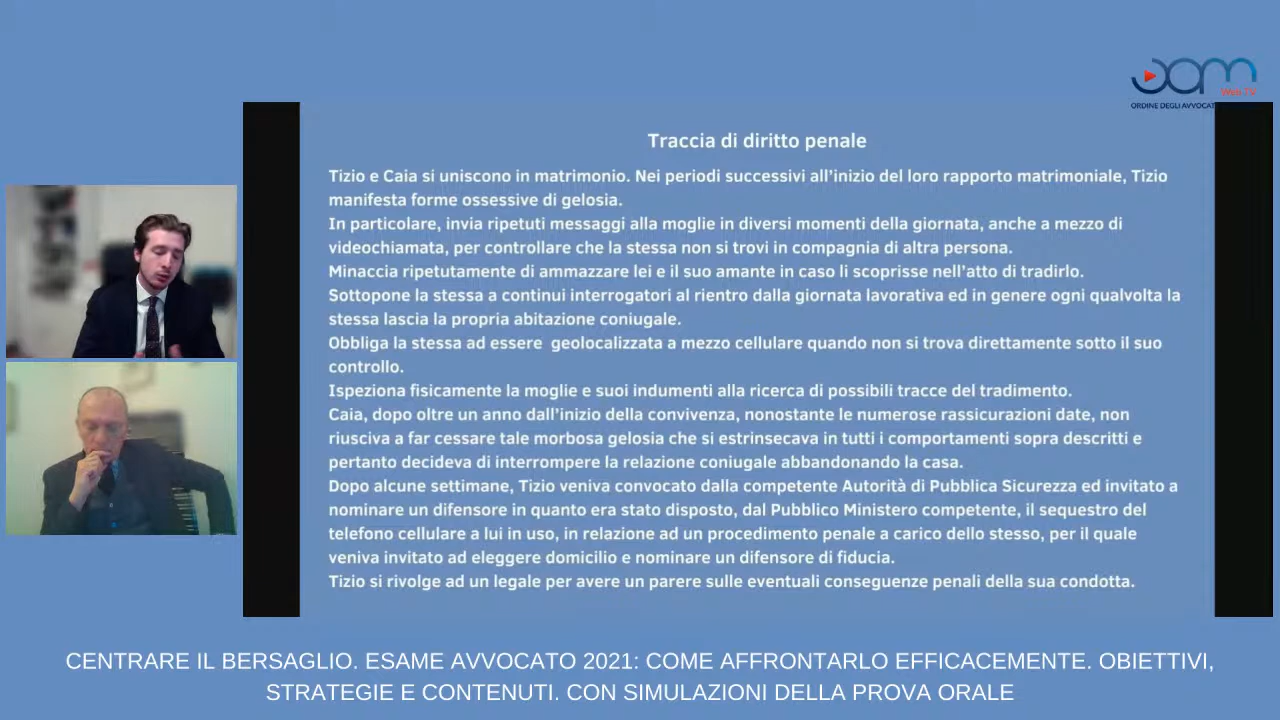 oam
Web TV
ORDINE DEGLI AVVOCAT
Traccia di diritto penale
Tizio e Caia si uniscono in matrimonio. Nei periodi successivi all'inizio del loro rapporto matrimoniale, Tizio
manifesta forme ossessive di gelosia.
In particolare, invia ripetuti messaggi alla moglie in diversi momenti della giornata, anche a mezzo di
videochiamata, per controllare che la stessa non si trovi in compagnia di altra persona.
Minaccia ripetutamente di ammazzare lei e il suo amante in caso li scoprisse nell'atto di tradirlo.
Sottopone la stessa a continui interrogatori al rientro dalla giornata lavorativa ed in genere ogni qualvolta la
stessa lascia la propria abitazione coniugale.
Obbliga la stessa ad essere  geolocalizzata a mezzo cellulare quando non si trova direttamente sotto il suo
controllo.
Ispeziona fisicamente la moglie e suoi indumenti alla ricerca di possibili tracce del tradimento.
Caia, dopo oltre un anno dall'inizio della convivenza, nonostante le numerose rassicurazioni date, non
riusciva a far cessare tale morbosa gelosia che si estrinsecava in tutti i comportamenti sopra descritti e
pertanto decideva di interrompere la relazione coniugale abbandonando la casa.
Dopo alcune settimane, Tizio veniva convocato dalla competente Autorità di Pubblica Sicurezza ed invitato a
nominare un difensore in quanto era stato disposto, dal Pubblico Ministero competente, il sequestro del
telefono cellulare a lui in uso, in relazione ad un procedimento penale a carico dello stesso, per il quale
veniva invitato ad eleggere domicilio e nominare un difensore di fiducia.
Tizio si rivolge ad un legale per avere un parere sulle eventuali conseguenze penali della sua condotta.
CENTRARE IL BERSAGLIO. ESAME AVVOCATO 2021: COME AFFRONTARLO EFFICACEMENTE. OBIETTIVI,
STRATEGIE E CONTENUTI. CON SIMULAZIONI DELLA PROVA ORALE